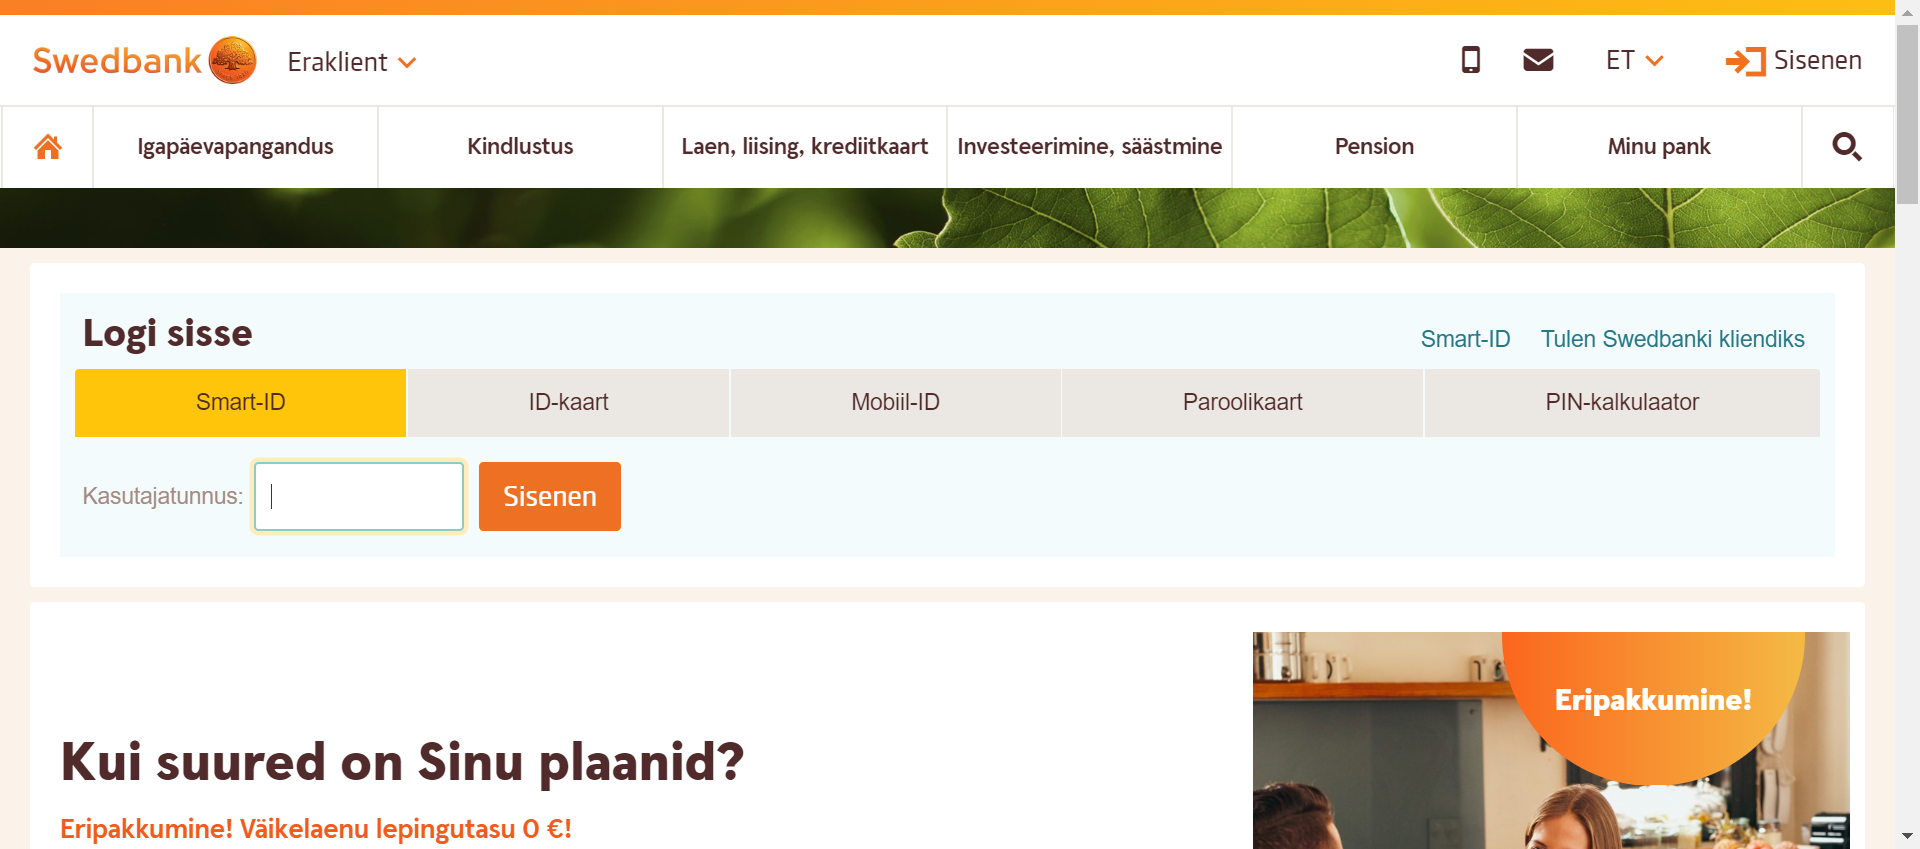 Swedbank Eraklient ET Sisenen
Igapäevapangandus Kindlustus Laen, liising, krediitkaart Investeerimine, säästmine Pension Minu pank
Logi sisse Smart-ID Tulen Swedbanki kliendiks
Smart-ID ID-kaart Mobiil-ID Paroolikaart PIN-kalkulaator
Kasutajatunnus: Sisenen
Eripakkumine!
Kui suured on Sinu plaanid?
Eripakkumine! Väikelaenu lepingutasu 0 €!